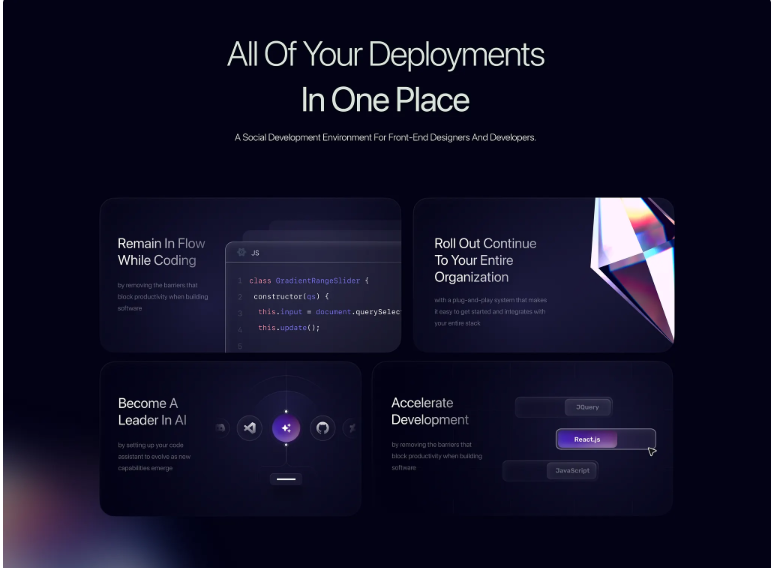 All Of Your Deployments
In One Place
A Social Development Environment For Front-End Designers And Developers.
Remain In Flow
While Coding
by removing the barriers that
block productivity when building
software
JS
1 class GradientRangeSlider {
2 constructor(qs) {
3 this.input = document.querySelec
4 this.update();
5
Roll Out Continue
To Your Entire
Organization
with a plug-and-play system that makes
it easy to get started and integrates with
your entire stack
Become A
Leader In AI
by setting up your code
assistant to evolve as new
capabilities emerge
Accelerate
Development
by removing the barriers that
block productivity when building
software
JQuery
React.js
JavaScript